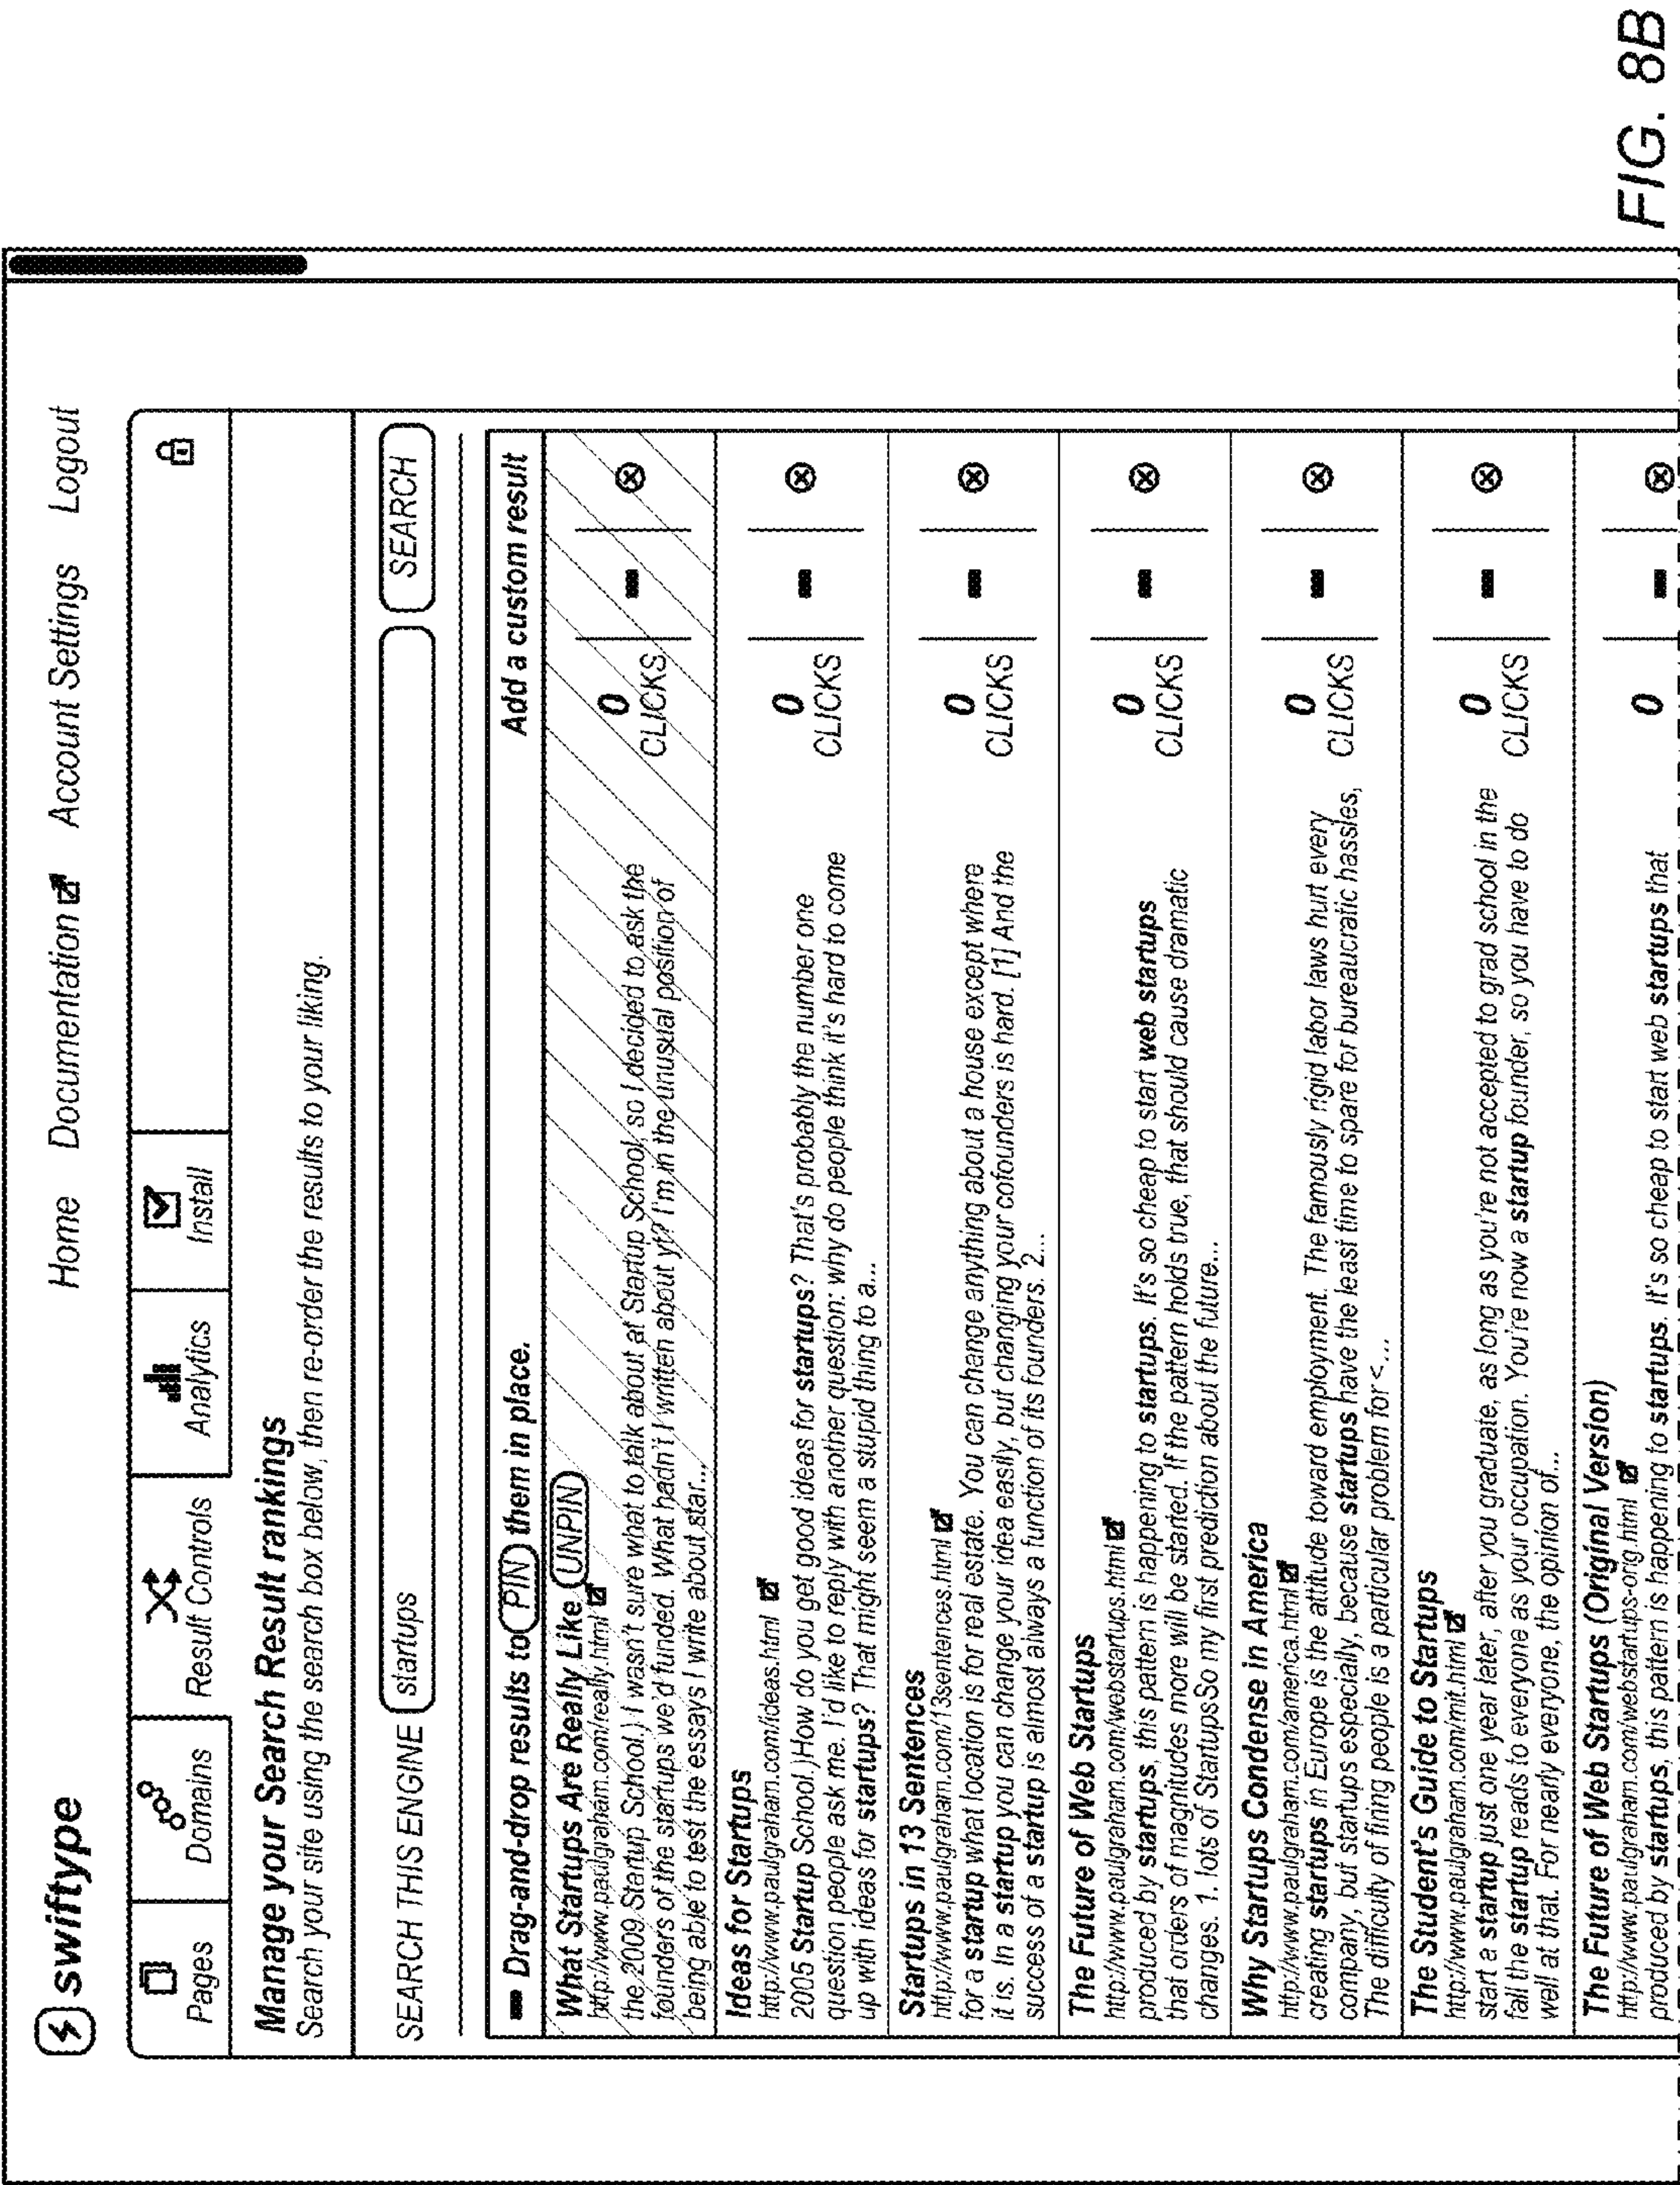 swiftype
Home Documentation Account Settings Logout
Pages Domains Result Controls Analytics Install
Manage your Search Result rankings
Search your site using the search box below, then re-order the results to your liking.
SEARCH THIS ENGINE startups SEARCH
Drag-and-drop results to PIN them in place. Add a custom result
What Startups Are Really Like UNPIN
http://www.paulgraham.com/really.html
the 2009 Startup School.) I wasn't sure what to talk about at Startup School, so I decided to ask the
founders of the startups we'd funded. What hadn't I written about yt? I'm in the unusual position of
being able to test the essays I write about star...
0
CLICKS
Ideas for Startups
http://www.paulgraham.com/ideas.html
2005 Startup School.)How do you get good ideas for startups? That's probably the number one
question people ask me. I'd like to reply with another question: why do people think it's hard to come
up with ideas for startups? That might seem a stupid thing to a...
0
CLICKS
Startups in 13 Sentences
http://www.paulgraham.com/13sentences.html
for a startup what location is for real estate. You can change anything about a house except where
it is. In a startup you can change your idea easily, but changing your cofounders is hard. [1] And the
success of a startup is almost always a function of its founders. 2...
0
CLICKS
The Future of Web Startups
http://www.paulgraham.com/webstartups.html
produced by startups, this pattern is happening to startups. It's so cheap to start web startups
that orders of magnitudes more will be started. If the pattern holds true, that should cause dramatic
changes. 1. lots of StartupsSo my first prediction about the future...
0
CLICKS
Why Startups Condense in America
http://www.paulgraham.com/america.html
creating startups in Europe is the attitude toward employment. The famously rigid labor laws hurt every
company, but startups especially, because startups have the least time to spare for bureaucratic hassles,
The difficulty of firing people is a particular problem for <...
0
CLICKS
The Student's Guide to Startups
http://www.paulgraham.com/mit.html
start a startup just one year later, after you graduate, as long as you're not accepted to grad school in the
fall the startup reads to everyone as your occupation. You're now a startup founder, so you have to do
well at that. For nearly everyone, the opinion of...
0
CLICKS
The Future of Web Startups (Original Version)
http://www.paulgraham.com/webstartups-orig.html
produced by startups, this pattern is happening to startups. It's so cheap to start web startups that
0
FIG. 8B